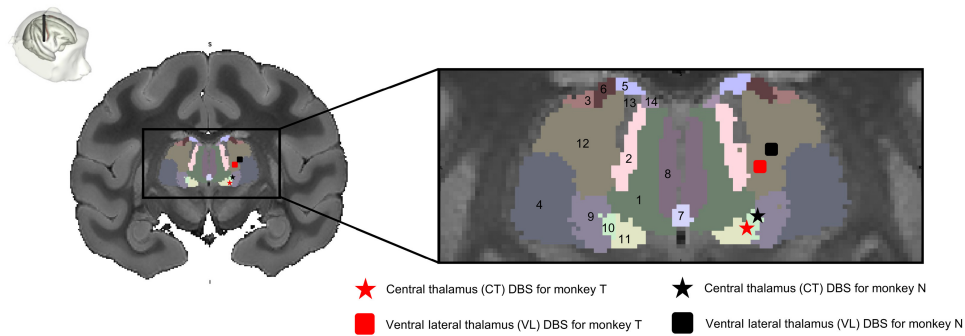 S
6 5
3 13 14
12
2
8
1
4
9 7
10
11
I
Central thalamus (CT) DBS for monkey T
Central thalamus (CT) DBS for monkey N
Ventral lateral thalamus (VL) DBS for monkey T
Ventral lateral thalamus (VL) DBS for monkey N